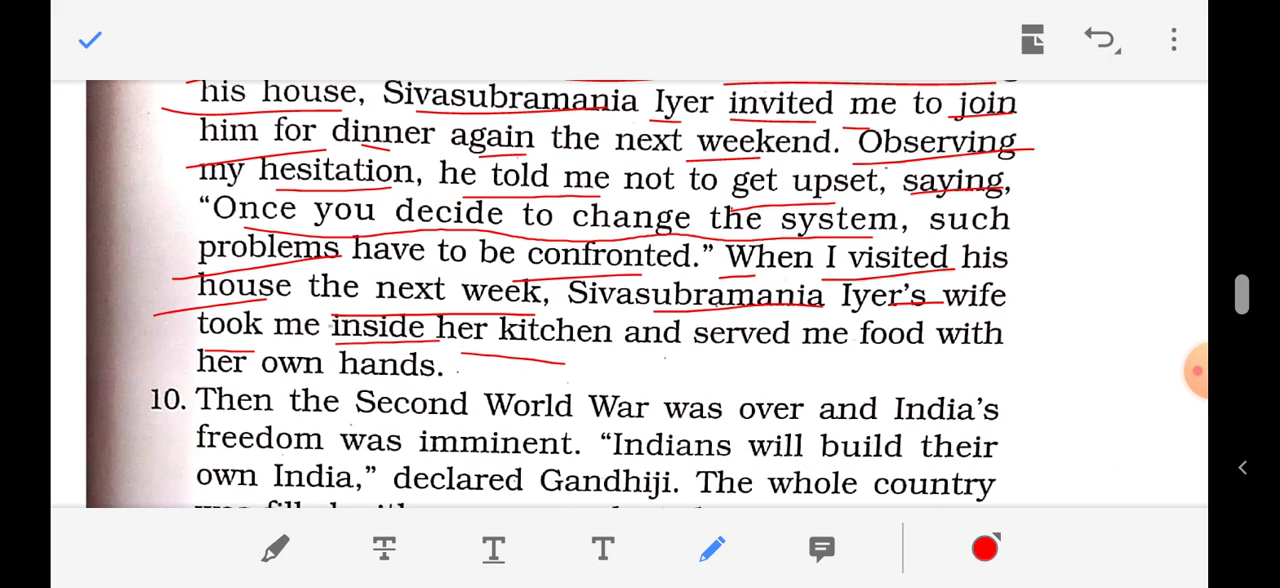 his house, Sivasubramania Iyer invited me to join
him for dinner again the next weekend. Observing
my hesitation, he told me not to get upset, saying,
“Once you decide to change the system, such
problems have to be confronted.” When I visited his
house the next week, Sivasubramania Iyer’s wife
took me inside her kitchen and served me food with
her own hands.
10. Then the Second World War was over and India’s
freedom was imminent. “Indians will build their
own India,” declared Gandhiji. The whole country
T T T